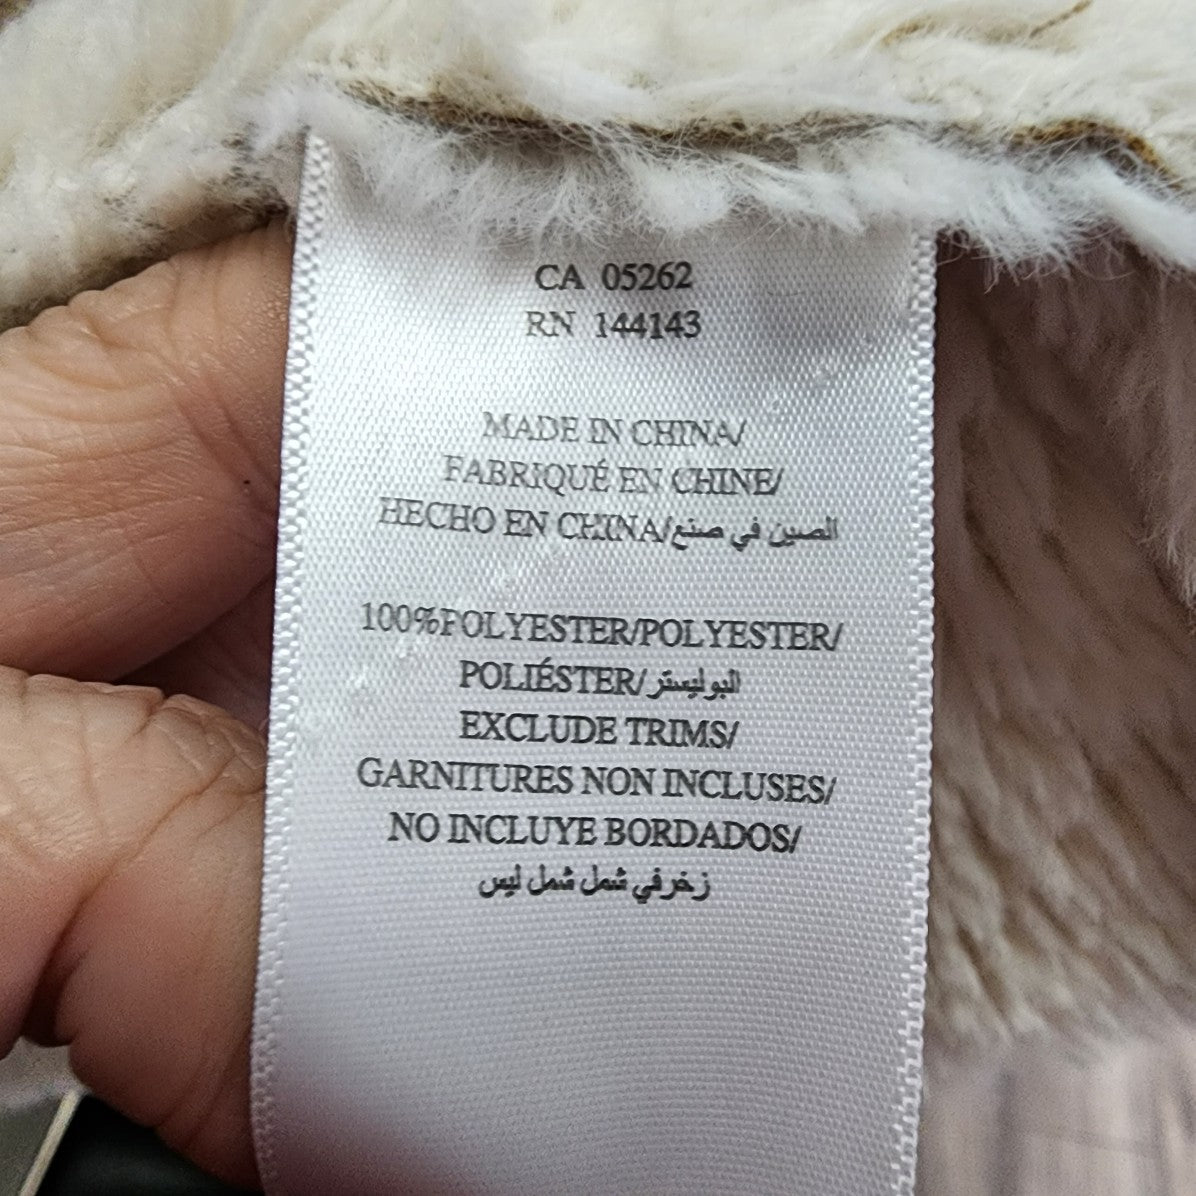 CA 05262
RN 144143
MADE IN CHINA/
FABRIQUÉ EN CHINE/
HECHO EN CHINA/الصين في صنع
100%POLYESTER/POLYESTER/
POLIÉSTER/البوليستر
EXCLUDE TRIMS/
GARNITURES NON INCLUSES/
NO INCLUYE BORDADOS/
زخرفي شمل شمل ليس